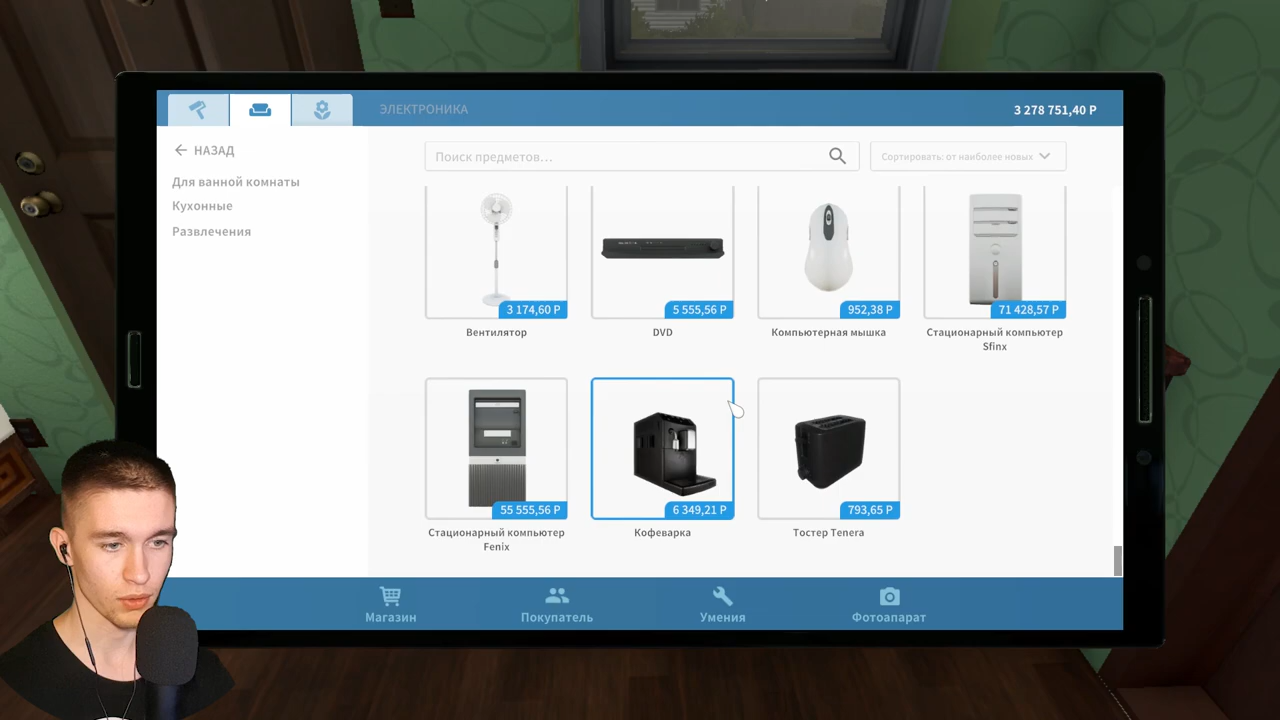 ЭЛЕКТРОНИКА
3 278 751,40 Р
НАЗАД
Для ванной комнаты
Кухонные
Развлечения
Поиск предметов...
Сортировать: от наиболее новых
3 174,60 Р
5 555,56 Р
952,38 Р
71 428,57 Р
Вентилятор
DVD
Компьютерная мышка
Стационарный компьютер
Sfinx
55 555,56 Р
6 349,21 Р
793,65 Р
Стационарный компьютер
Fenix
Кофеварка
Тостер Tenera
Магазин
Покупатель
Умения
Фотоаппарат